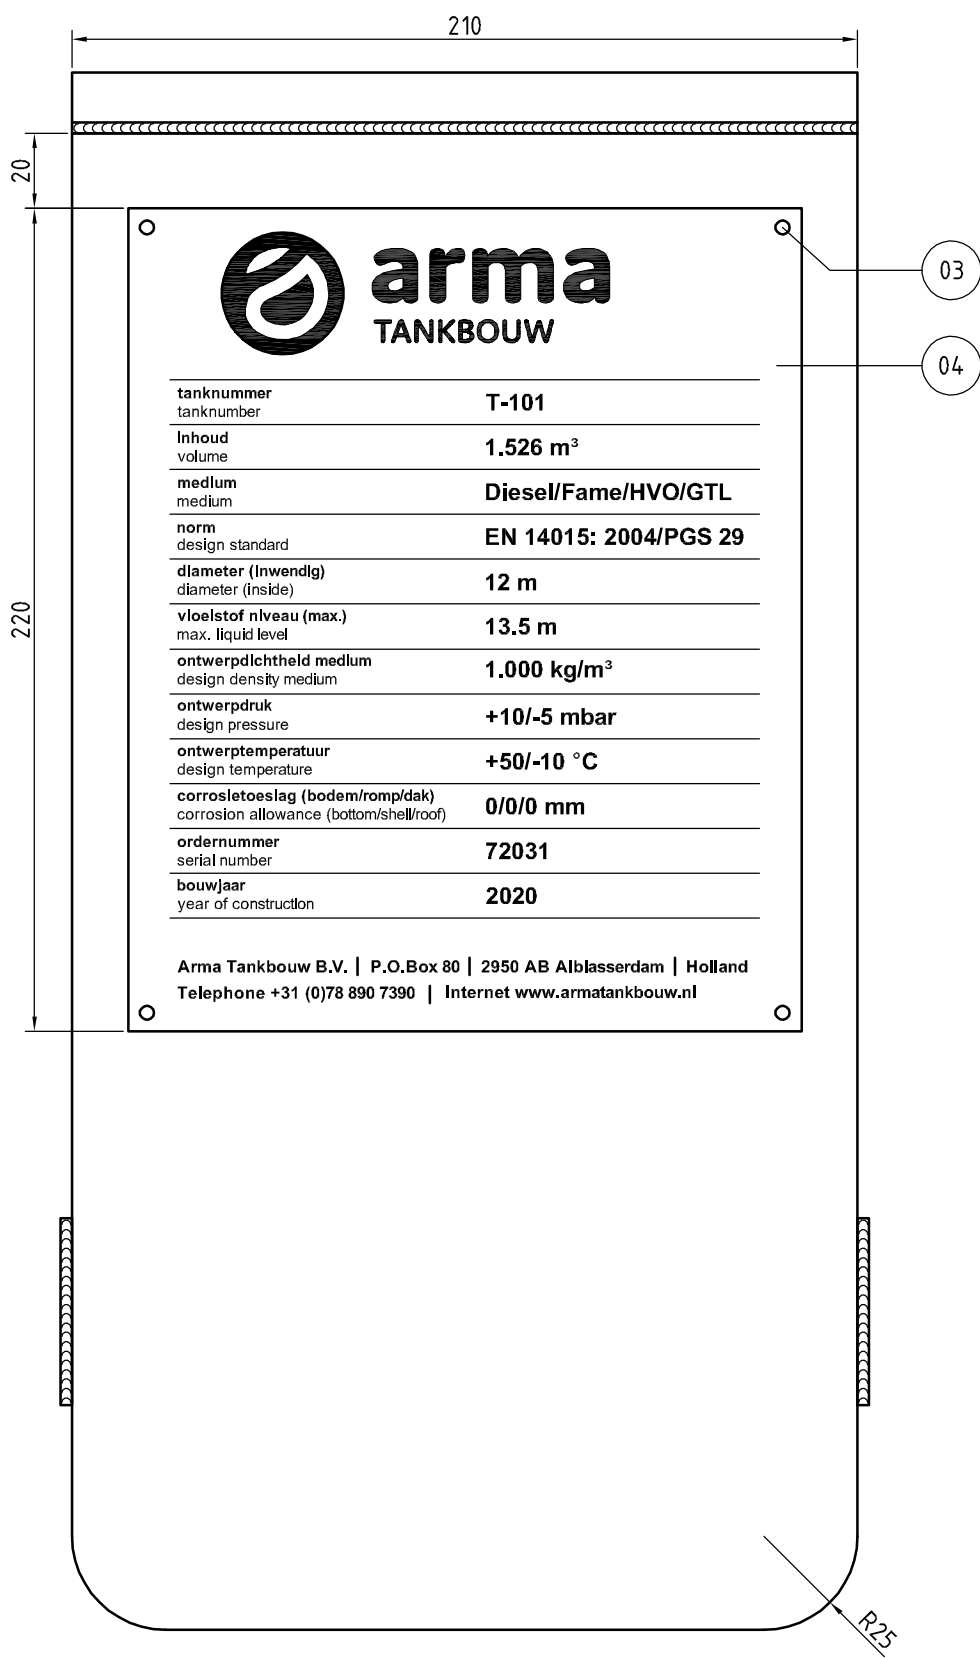 210
20
03
arma
TANKBOUW
04
tanknummer
tanknumber
T-101
Inhoud
volume
1.526 m³
medium
medium
Diesel/Fame/HVO/GTL
norm
design standard
EN 14015: 2004/PGS 29
diameter (Inwendig)
diameter (inside)
12 m
220
vloeistof niveau (max.)
max. liquid level
13.5 m
ontwerpdichtheid medium
design density medium
1.000 kg/m³
ontwerpdruk
design pressure
+10/-5 mbar
ontwerptemperatuur
design temperature
+50/-10 °C
corrosietoeslag (bodem/romp/dak)
corrosion allowance (bottom/shell/roof)
0/0/0 mm
ordernummer
serial number
72031
bouwjaar
year of construction
2020
Arma Tankbouw B.V. | P.O.Box 80 | 2950 AB Alblasserdam | Holland
Telephone +31 (0)78 890 7390 | Internet www.armatankbouw.nl
R25